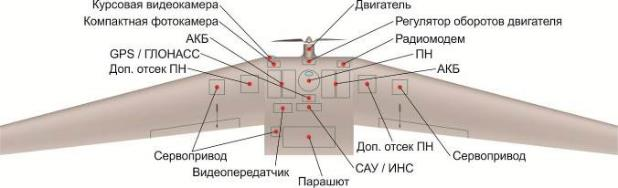 Курсовая видеокамера
Двигатель
Компактная фотокамера
Регулятор оборотов двигателя
АКБ
Радиомодем
GPS / ГЛОНАСС
ПН
Доп. отсек ПН
АКБ
Сервопривод
Доп. отсек ПН
Сервопривод
Видеопередатчик
САУ / ИНС
Парашют